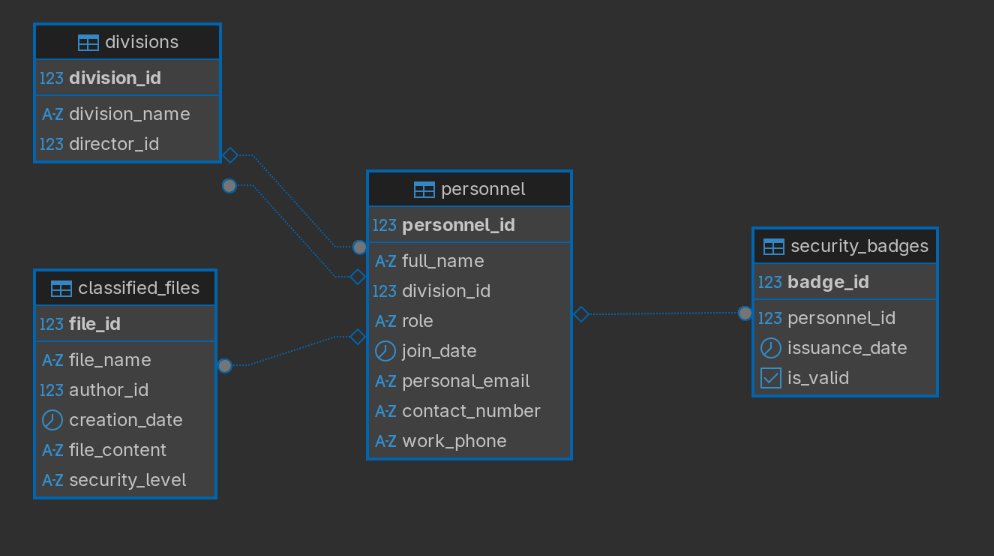 divisions
123 division_id
A-Z division_name
123 director_id
personnel
123 personnel_id
A-Z full_name
123 division_id
A-Z role
join_date
A-Z personal_email
A-Z contact_number
A-Z work_phone
security_badges
123 badge_id
123 personnel_id
issuance_date
is_valid
classified_files
123 file_id
A-Z file_name
123 author_id
creation_date
A-Z file_content
A-Z security_level